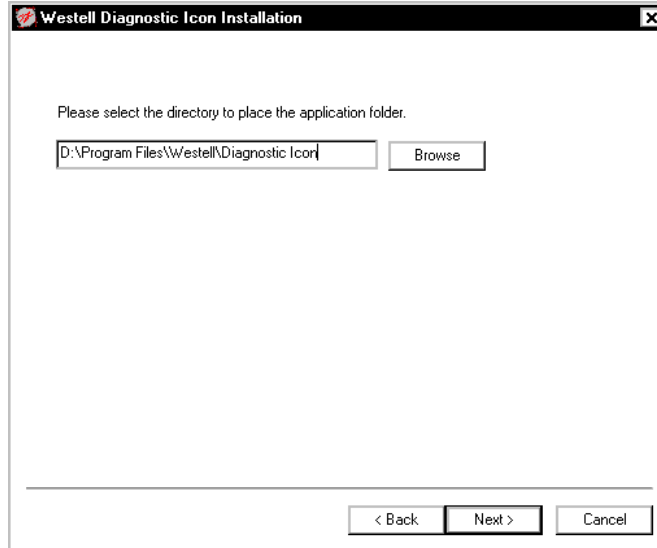 Westell Diagnostic Icon Installation
Please select the directory to place the application folder.
D:\Program Files\Westell\Diagnostic Icon
Browse
< Back
Next >
Cancel